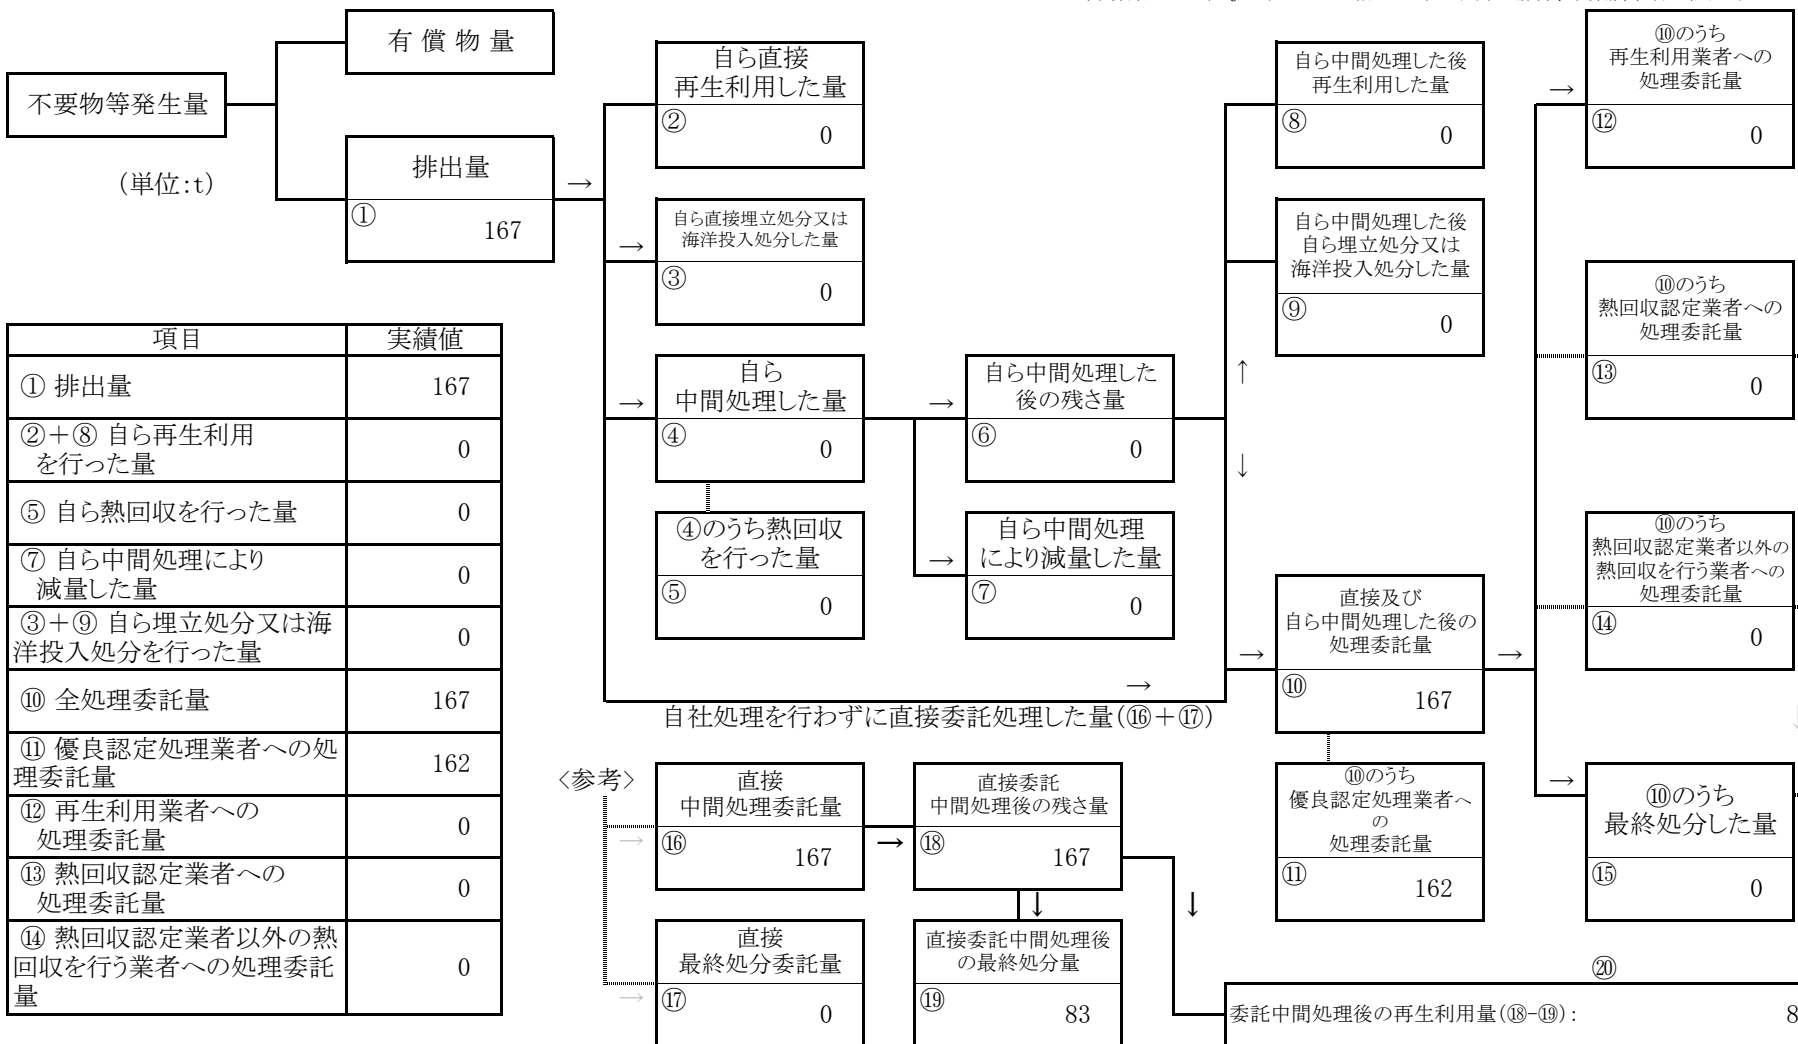 有 償 物 量
不要物等発生量
(単位:t)
排出量
①
167
→
自ら直接
再生利用した量
②
0
→
自ら直接埋立処分又は
海洋投入処分した量
③
0
→
自ら
中間処理した量
④
0
④のうち熱回収
を行った量
⑤
0
→
自ら中間処理した
後の残さ量
⑥
0
→
自ら中間処理
により減量した量
⑦
0
自ら中間処理した後
再生利用した量
⑧
0
自ら中間処理した後
自ら埋立処分又は
海洋投入処分した量
⑨
0
↑
↓
→
自社処理を行わずに直接委託処理した量(⑯+⑰)
→
直接及び
自ら中間処理した後の
処理委託量
⑩
167
→
⑩のうち
優良認定処理業者へ
の
処理委託量
⑪
162
→
⑩のうち
再生利用業者への
処理委託量
⑫
0
⑩のうち
熱回収認定業者への
処理委託量
⑬
0
⑩のうち
熱回収認定業者以外の
熱回収を行う業者への
処理委託量
⑭
0
→
⑩のうち
最終処分した量
⑮
0
項目 実績値
① 排出量 167
②+⑧ 自ら再生利用
を行った量 0
⑤ 自ら熱回収を行った量 0
⑦ 自ら中間処理により
減量した量 0
③+⑨ 自ら埋立処分又は海
洋投入処分を行った量 0
⑩ 全処理委託量 167
⑪ 優良認定処理業者への処
理委託量 162
⑫ 再生利用業者への
処理委託量 0
⑬ 熱回収認定業者への
処理委託量 0
⑭ 熱回収認定業者以外の熱
回収を行う業者への処理委託
量 0
〈参考〉
→
直接
中間処理委託量
⑯
167
→
直接委託
中間処理後の残さ量
⑱
167
↓
↓
→
直接
最終処分委託量
⑰
0
直接委託中間処理後
の最終処分量
⑲
83
⑳
委託中間処理後の再生利用量(⑱-⑲):